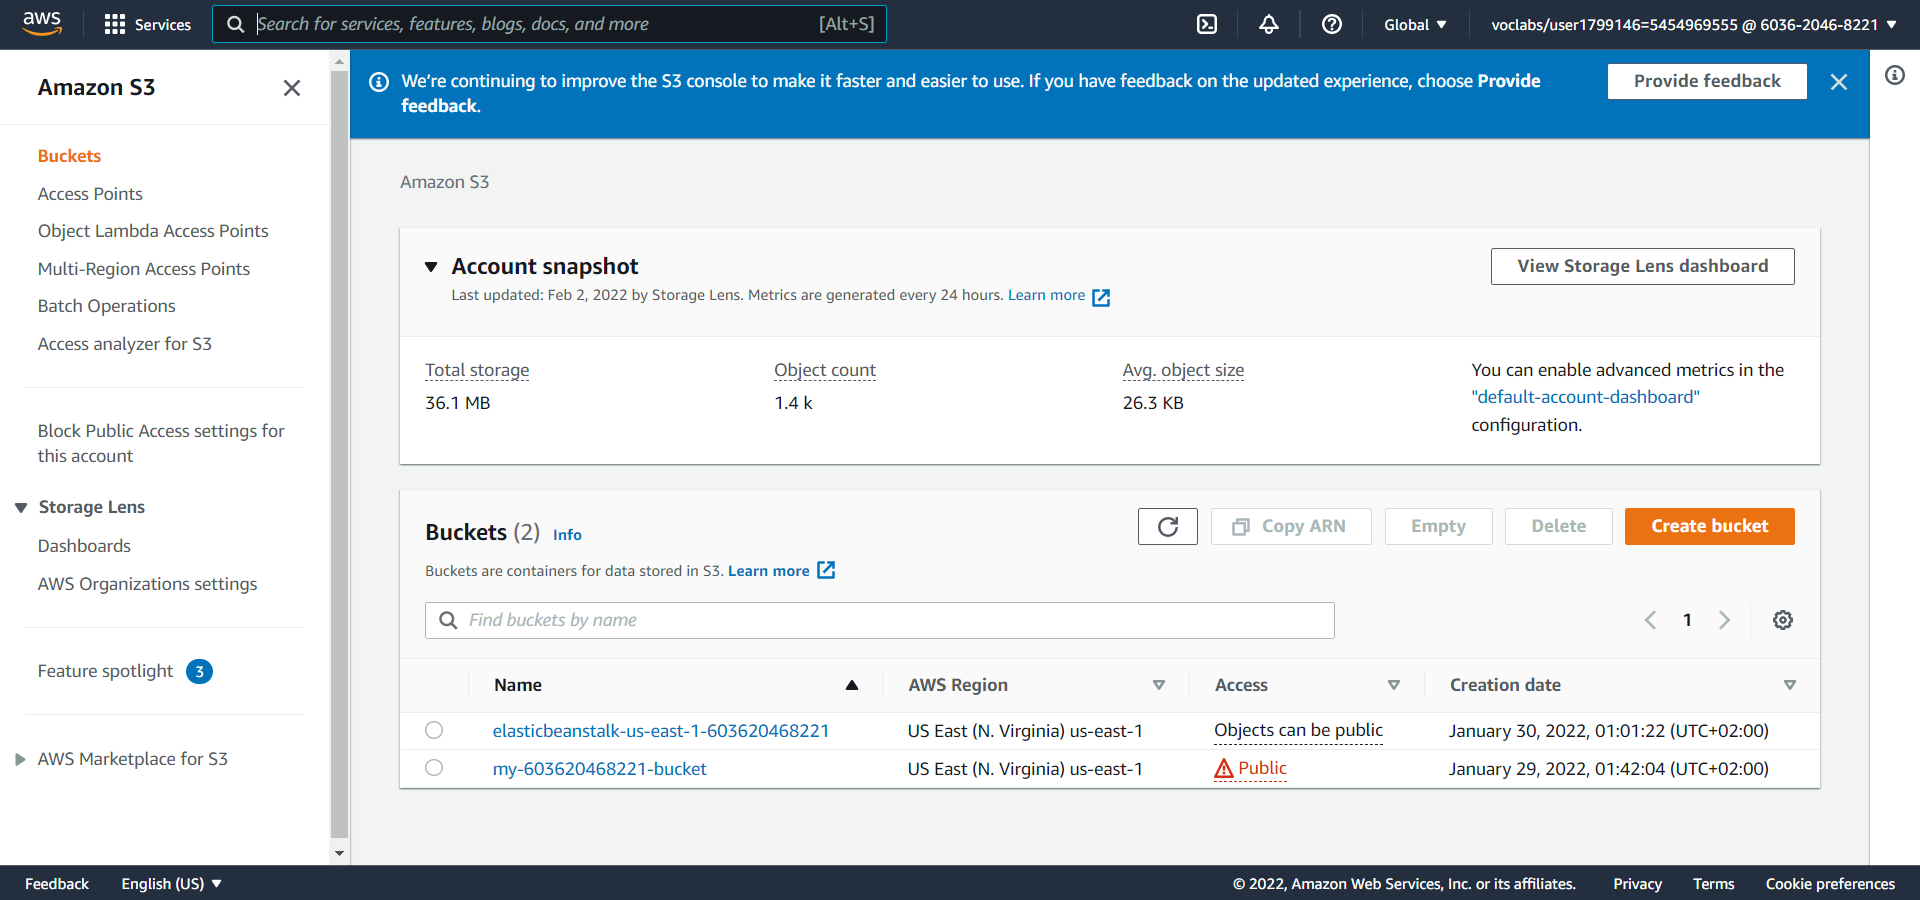 aws
Services
Search for services, features, blogs, docs, and more
[Alt+S]
Global
voclabs/user1799146=5454969555 @ 6036-2046-8221
Amazon S3
Buckets
Access Points
Object Lambda Access Points
Multi-Region Access Points
Batch Operations
Access analyzer for S3
Block Public Access settings for
this account
Storage Lens
Dashboards
AWS Organizations settings
Feature spotlight 3
AWS Marketplace for S3
We're continuing to improve the S3 console to make it faster and easier to use. If you have feedback on the updated experience, choose Provide
feedback.
Provide feedback
Amazon S3
Account snapshot
Last updated: Feb 2, 2022 by Storage Lens. Metrics are generated every 24 hours. Learn more
View Storage Lens dashboard
Total storage
36.1 MB
Object count
1.4 k
Avg. object size
26.3 KB
You can enable advanced metrics in the
"default-account-dashboard"
configuration.
Buckets (2) Info
Buckets are containers for data stored in S3. Learn more
Copy ARN
Empty
Delete
Create bucket
Find buckets by name
1
Name AWS Region Access Creation date
elasticbeanstalk-us-east-1-603620468221 US East (N. Virginia) us-east-1 Objects can be public January 30, 2022, 01:01:22 (UTC+02:00)
my-603620468221-bucket US East (N. Virginia) us-east-1 Public January 29, 2022, 01:42:04 (UTC+02:00)
Feedback English (US) © 2022, Amazon Web Services, Inc. or its affiliates. Privacy Terms Cookie preferences